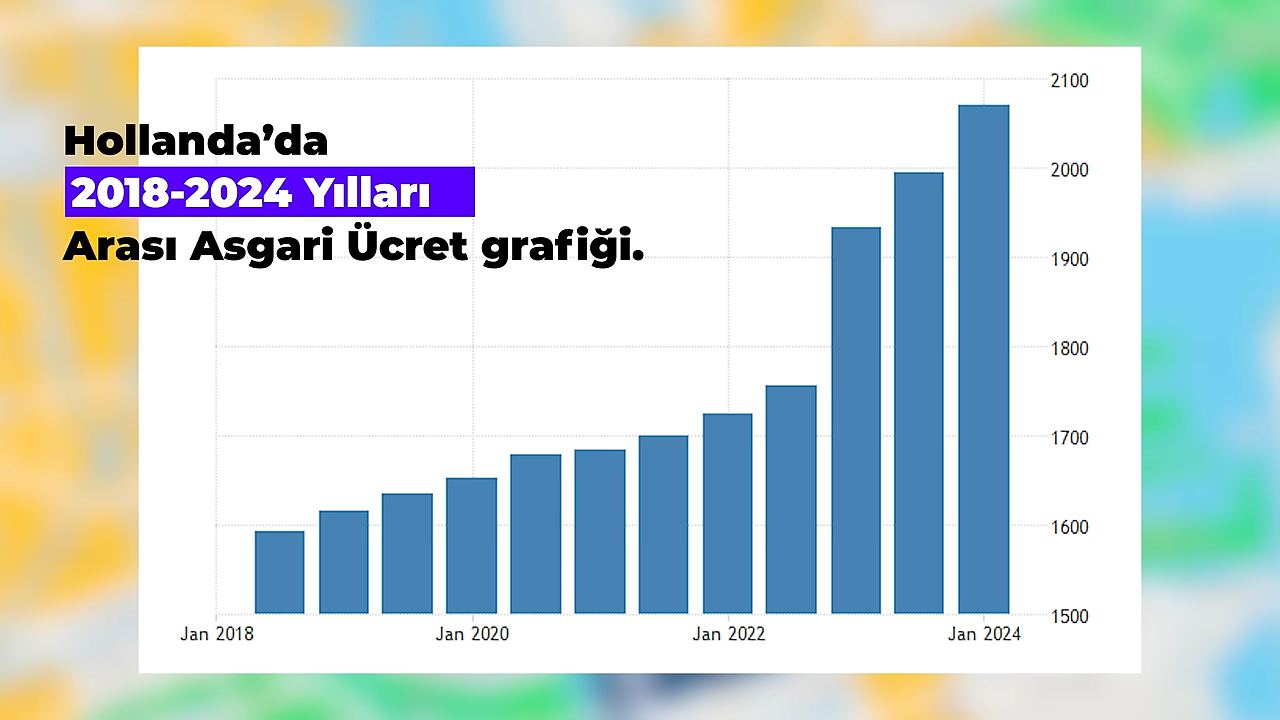 Hollanda’da
2018-2024 Yılları
Arası Asgari Ücret grafiği.
2100
2000
1900
1800
1700
1600
1500
Jan 2018 Jan 2020 Jan 2022 Jan 2024